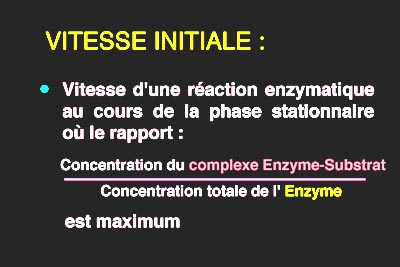 VITESSE INITIALE :
Vitesse d'une réaction enzymatique
au cours de la phase stationnaire
où le rapport :
Concentration du complexe Enzyme-Substrat
Concentration totale de l' Enzyme
est maximum